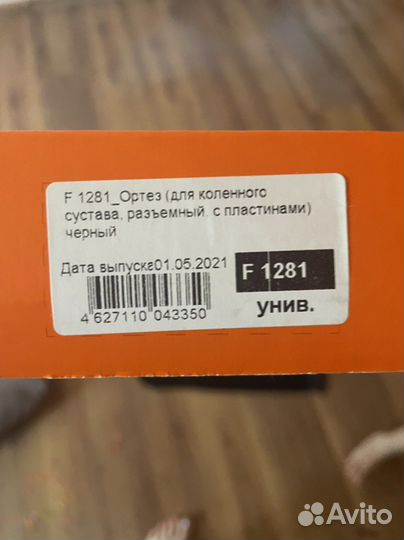 F 1281_Ортез (для коленного
сустава, разъемный, с пластинами)
черный
Дата выпуска01.05.2021
F 1281
4 627110 043350
унив.
Avito